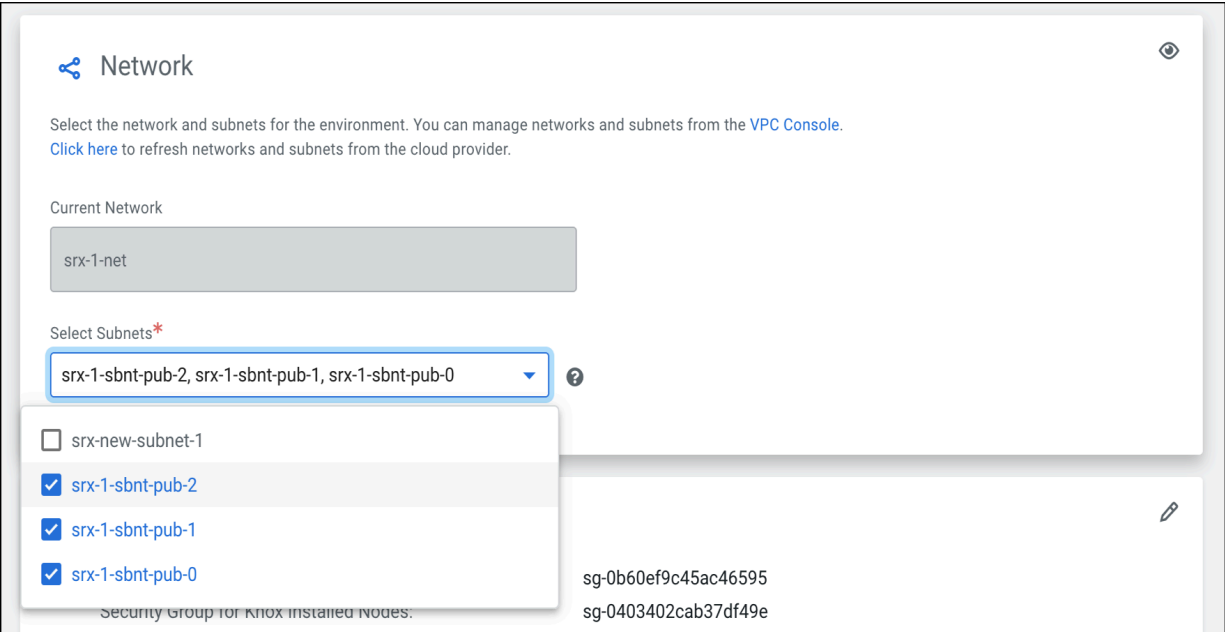 Network
Select the network and subnets for the environment. You can manage networks and subnets from the VPC Console.
Click here to refresh networks and subnets from the cloud provider.
Current Network
srx-1-net
Select Subnets*
srx-1-sbnt-pub-2, srx-1-sbnt-pub-1, srx-1-sbnt-pub-0
srx-new-subnet-1
srx-1-sbnt-pub-2
srx-1-sbnt-pub-1
srx-1-sbnt-pub-0
sg-0b60ef9c45ac46595
Security Group for Knox Installed Nodes: sg-0403402cab37df49e